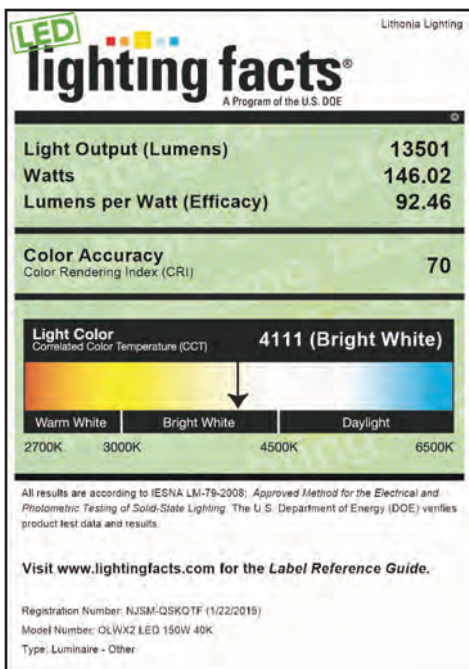 Lithonia Lighting
LED
lighting facts®
A Program of the U.S. DOE
Light Output (Lumens) 13501
Watts 146.02
Lumens per Watt (Efficacy) 92.46
Color Accuracy
Color Rendering Index (CRI) 70
Light Color
Correlated Color Temperature (CCT) 4111 (Bright White)
Warm White Bright White Daylight
2700K 3000K 4500K 6500K
All results are according to IESNA LM-79-2008: Approved Method for the Electrical and
Photometric Testing of Solid-State Lighting. The U.S. Department of Energy (DOE) verifies
product test data and results.
Visit www.lightingfacts.com for the Label Reference Guide.
Registration Number: NJSM-QSKQTF (1/22/2015)
Model Number: OLWX2 LED 150W 40K
Type: Luminaire - Other